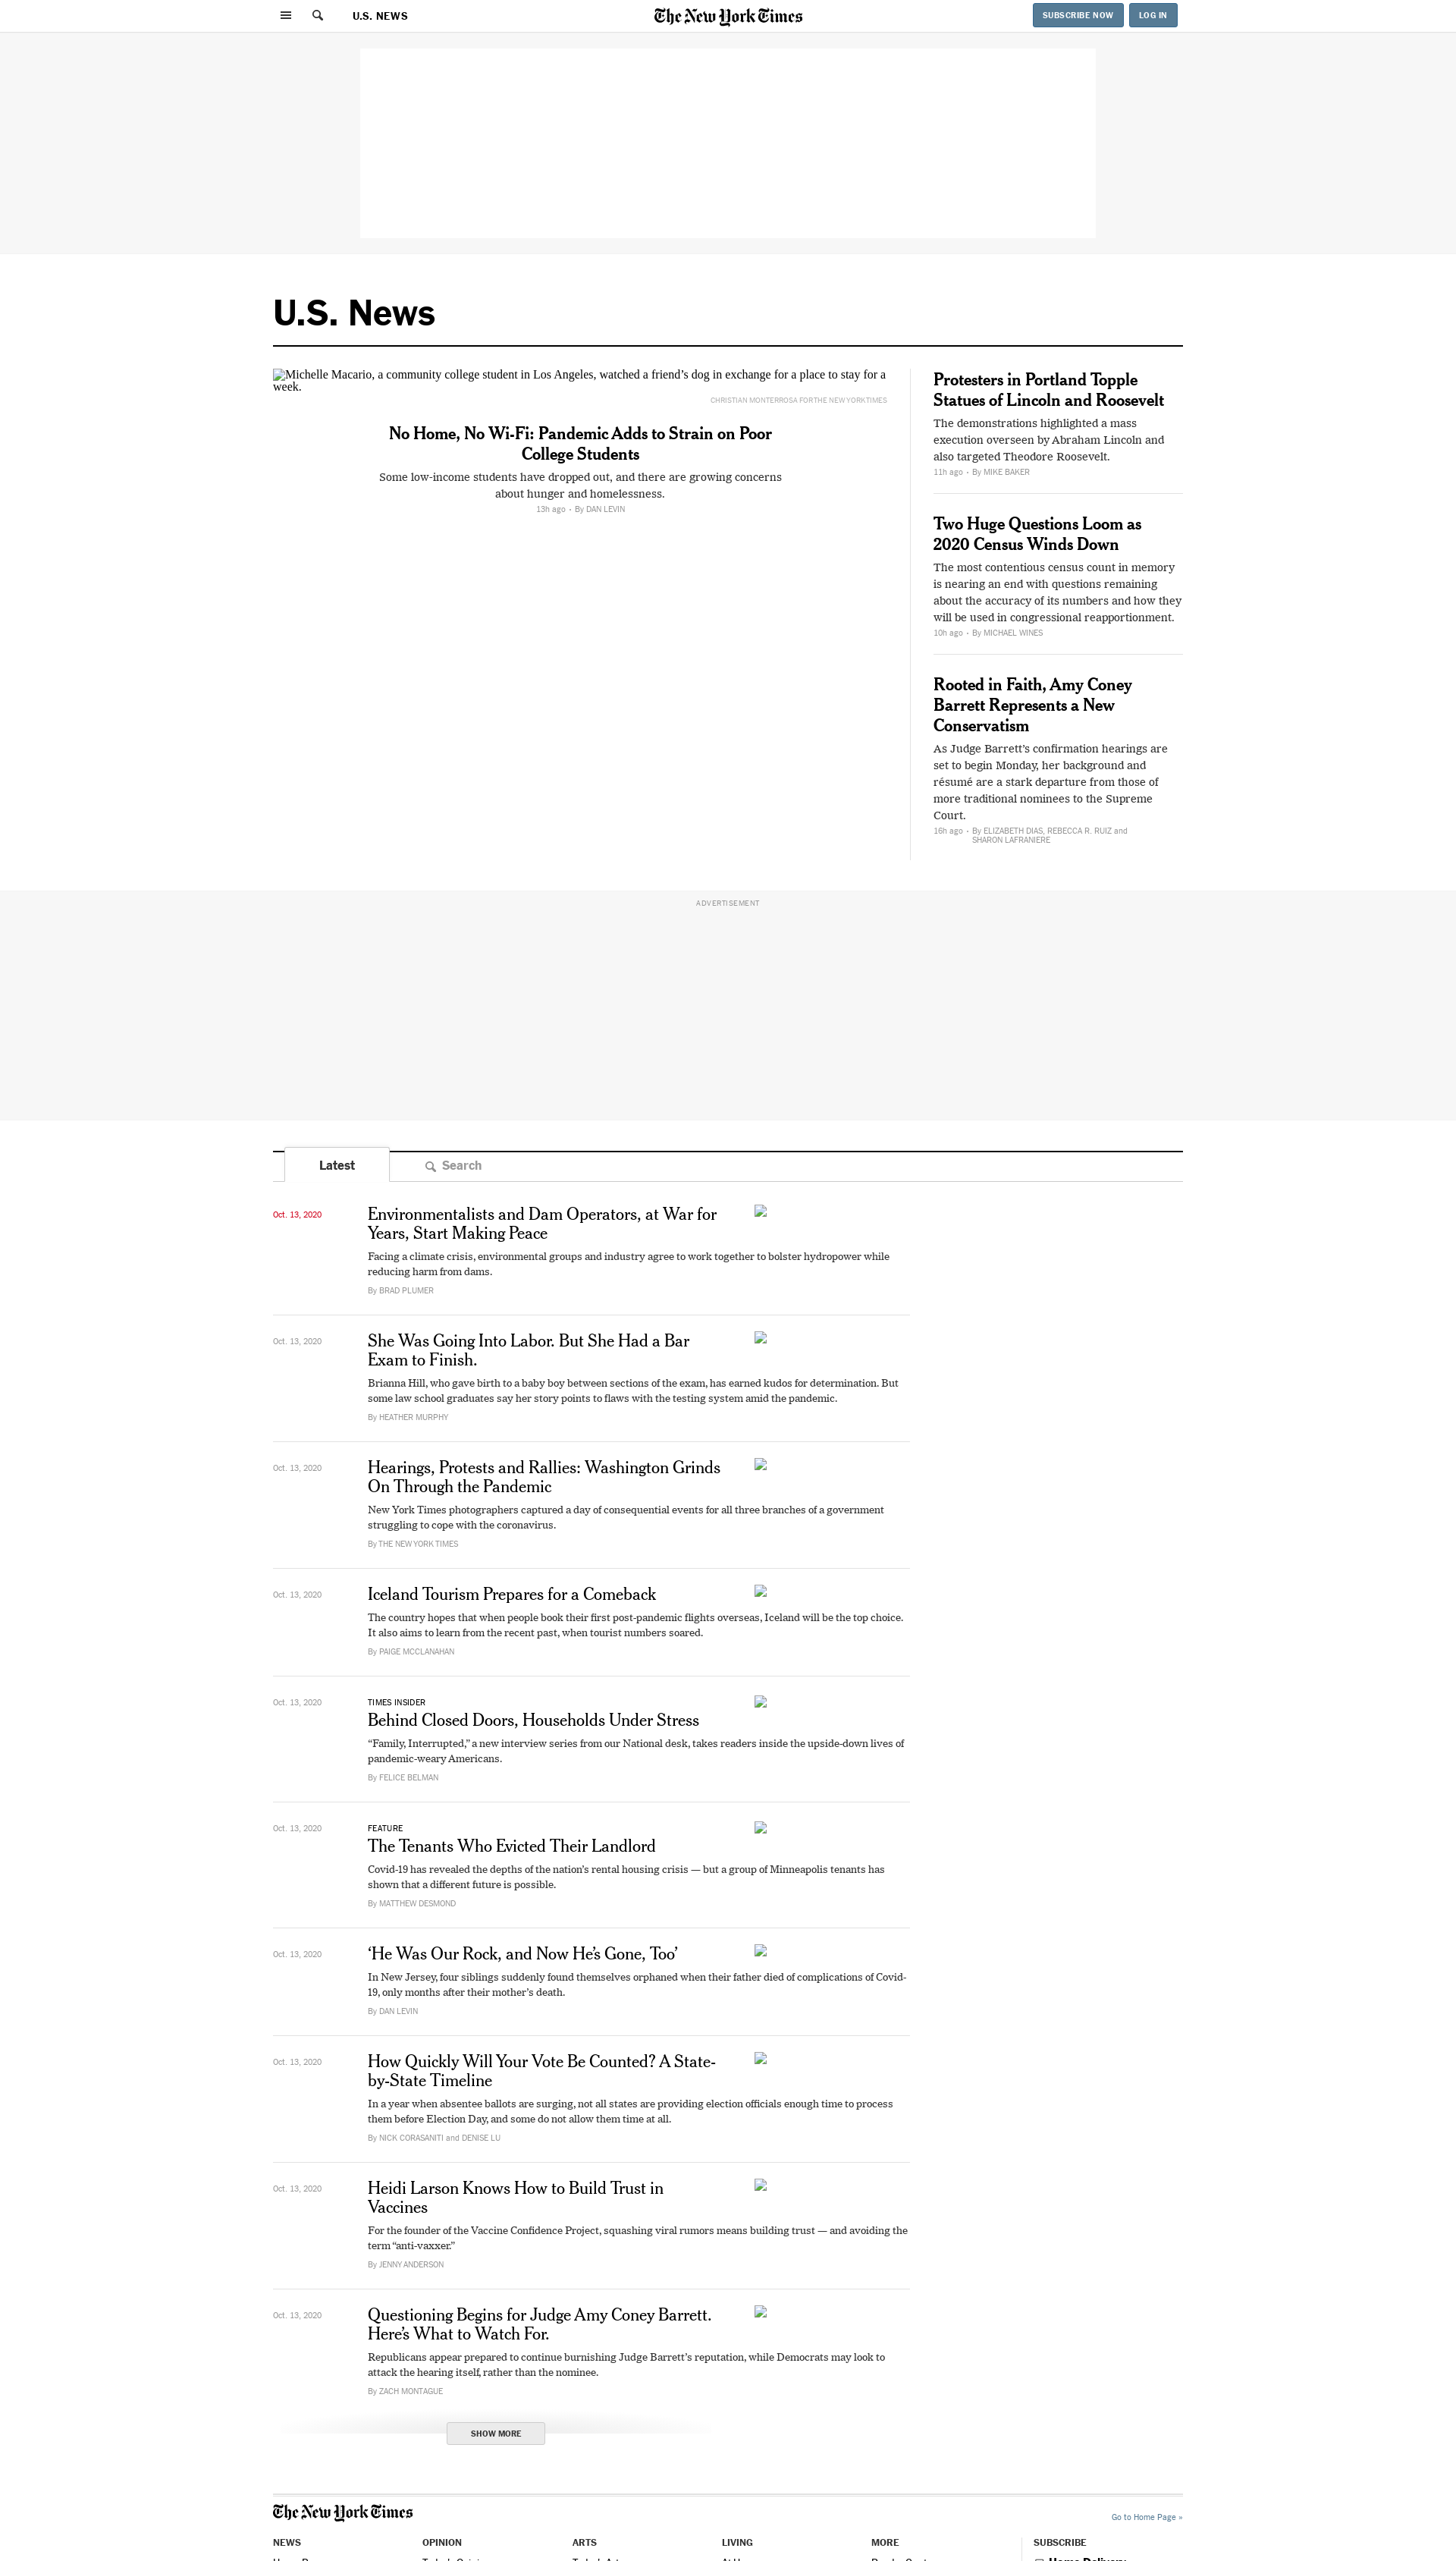 U.S. NEWS
The New York Times
SUBSCRIBE NOW
LOG IN
U.S. News
Michelle Macario, a community college student in Los Angeles, watched a friend’s dog in exchange for a place to stay for a
week.
CHRISTIAN MONTERROSA FOR THE NEW YORK TIMES
No Home, No Wi-Fi: Pandemic Adds to Strain on Poor
College Students
Some low-income students have dropped out, and there are growing concerns
about hunger and homelessness.
13h ago • By DAN LEVIN
Protesters in Portland Topple
Statues of Lincoln and Roosevelt
The demonstrations highlighted a mass
execution overseen by Abraham Lincoln and
also targeted Theodore Roosevelt.
11h ago • By MIKE BAKER
Two Huge Questions Loom as
2020 Census Winds Down
The most contentious census count in memory
is nearing an end with questions remaining
about the accuracy of its numbers and how they
will be used in congressional reapportionment.
10h ago • By MICHAEL WINES
Rooted in Faith, Amy Coney
Barrett Represents a New
Conservatism
As Judge Barrett’s confirmation hearings are
set to begin Monday, her background and
résumé are a stark departure from those of
more traditional nominees to the Supreme
Court.
16h ago • By ELIZABETH DIAS, REBECCA R. RUIZ and
SHARON LAFRANIERE
ADVERTISEMENT
Latest
Search
Oct. 13, 2020
Environmentalists and Dam Operators, at War for
Years, Start Making Peace
Facing a climate crisis, environmental groups and industry agree to work together to bolster hydropower while
reducing harm from dams.
By BRAD PLUMER
Oct. 13, 2020
She Was Going Into Labor. But She Had a Bar
Exam to Finish.
Brianna Hill, who gave birth to a baby boy between sections of the exam, has earned kudos for determination. But
some law school graduates say her story points to flaws with the testing system amid the pandemic.
By HEATHER MURPHY
Oct. 13, 2020
Hearings, Protests and Rallies: Washington Grinds
On Through the Pandemic
New York Times photographers captured a day of consequential events for all three branches of a government
struggling to cope with the coronavirus.
By THE NEW YORK TIMES
Oct. 13, 2020
Iceland Tourism Prepares for a Comeback
The country hopes that when people book their first post-pandemic flights overseas, Iceland will be the top choice.
It also aims to learn from the recent past, when tourist numbers soared.
By PAIGE MCCLANAHAN
Oct. 13, 2020
TIMES INSIDER
Behind Closed Doors, Households Under Stress
“Family, Interrupted,” a new interview series from our National desk, takes readers inside the upside-down lives of
pandemic-weary Americans.
By FELICE BELMAN
Oct. 13, 2020
FEATURE
The Tenants Who Evicted Their Landlord
Covid-19 has revealed the depths of the nation’s rental housing crisis — but a group of Minneapolis tenants has
shown that a different future is possible.
By MATTHEW DESMOND
Oct. 13, 2020
‘He Was Our Rock, and Now He’s Gone, Too’
In New Jersey, four siblings suddenly found themselves orphaned when their father died of complications of Covid-
19, only months after their mother’s death.
By DAN LEVIN
Oct. 13, 2020
How Quickly Will Your Vote Be Counted? A State-
by-State Timeline
In a year when absentee ballots are surging, not all states are providing election officials enough time to process
them before Election Day, and some do not allow them time at all.
By NICK CORASANITI and DENISE LU
Oct. 13, 2020
Heidi Larson Knows How to Build Trust in
Vaccines
For the founder of the Vaccine Confidence Project, squashing viral rumors means building trust — and avoiding the
term “anti-vaxxer.”
By JENNY ANDERSON
Oct. 13, 2020
Questioning Begins for Judge Amy Coney Barrett.
Here’s What to Watch For.
Republicans appear prepared to continue burnishing Judge Barrett’s reputation, while Democrats may look to
attack the hearing itself, rather than the nominee.
By ZACH MONTAGUE
SHOW MORE
The New York Times
Go to Home Page »
NEWS
OPINION
ARTS
LIVING
MORE
SUBSCRIBE